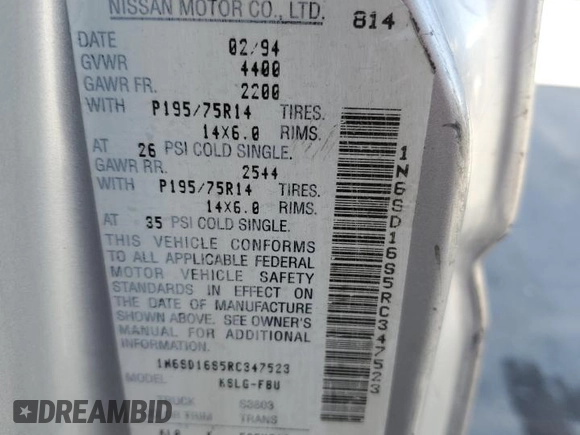 NISSAN MOTOR CO., LTD.
814
DATE 02/94
GVWR 4400
GAWR FR. 2200
WITH P195/75R14 TIRES.
14X6.0 RIMS.
AT 26 PSI COLD SINGLE.
GAWR RR. 2544
WITH P195/75R14 TIRES.
14X6.0 RIMS.
AT 35 PSI COLD SINGLE.
THIS VEHICLE CONFORMS
TO ALL APPLICABLE FEDERAL
MOTOR VEHICLE SAFETY
STANDARDS IN EFFECT ON
THE DATE OF MANUFACTURE
SHOWN ABOVE. SEE OWNER'S
MANUAL FOR ADDITIONAL
INFORMATION.
1N6SD16S5RC347523
MODEL KSLG-FBU
TRUCK
TRIM TRANS
1N6SD16S5RC347523
DREAMBID